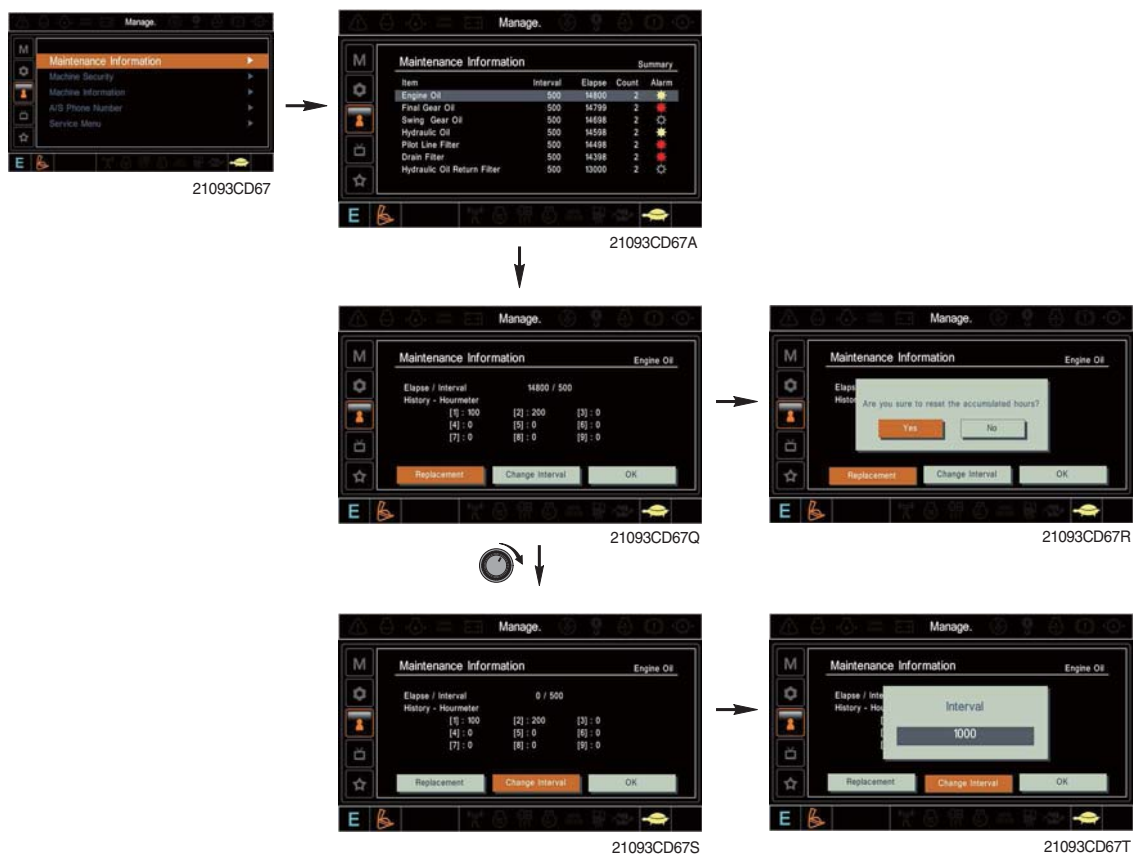 Manage.
M
Maintenance Information
Machine Security
Machine Information
A/S Phone Number
Service Menu
E
21093CD67
Manage.
M
Maintenance Information Summary
Item Interval Elapse Count Alarm
Engine Oil 500 14800 2
Final Gear Oil 500 14799 2
Swing Gear Oil 500 14698 2
Hydraulic Oil 500 14598 2
Pilot Line Filter 500 14498 2
Drain Filter 500 14398 2
Hydraulic Oil Return Filter 500 13000 2
E
21093CD67A
Manage.
M
Maintenance Information Engine Oil
Elapse / Interval 14800 / 500
History - Hourmeter
[1] : 100 [2] : 200 [3] : 0
[4] : 0 [5] : 0 [6] : 0
[7] : 0 [8] : 0 [9] : 0
Replacement Change Interval OK
E
21093CD67Q
Manage.
M
Maintenance Information Engine Oil
Elaps
Histor
Are you sure to reset the accumulated hours?
Yes No
Replacement Change Interval OK
E
21093CD67R
Manage.
M
Maintenance Information Engine Oil
Elapse / Interval 0 / 500
History - Hourmeter
[1] : 100 [2] : 200 [3] : 0
[4] : 0 [5] : 0 [6] : 0
[7] : 0 [8] : 0 [9] : 0
Replacement Change Interval OK
E
21093CD67S
Manage.
M
Maintenance Information Engine Oil
Elapse / Inte
History - Hou
Interval
1000
Replacement Change Interval OK
E
21093CD67T